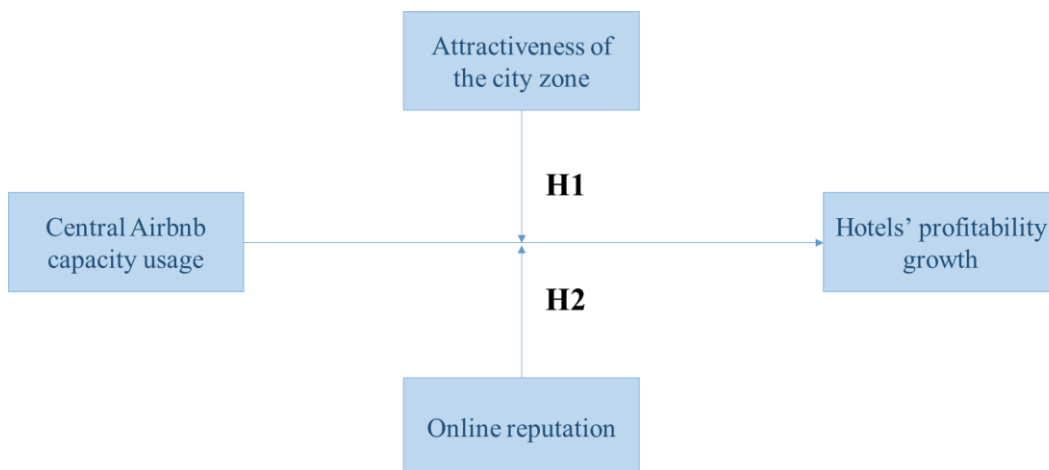 Attractiveness of
the city zone
H1
Central Airbnb
capacity usage
Hotels’ profitability
growth
H2
Online reputation